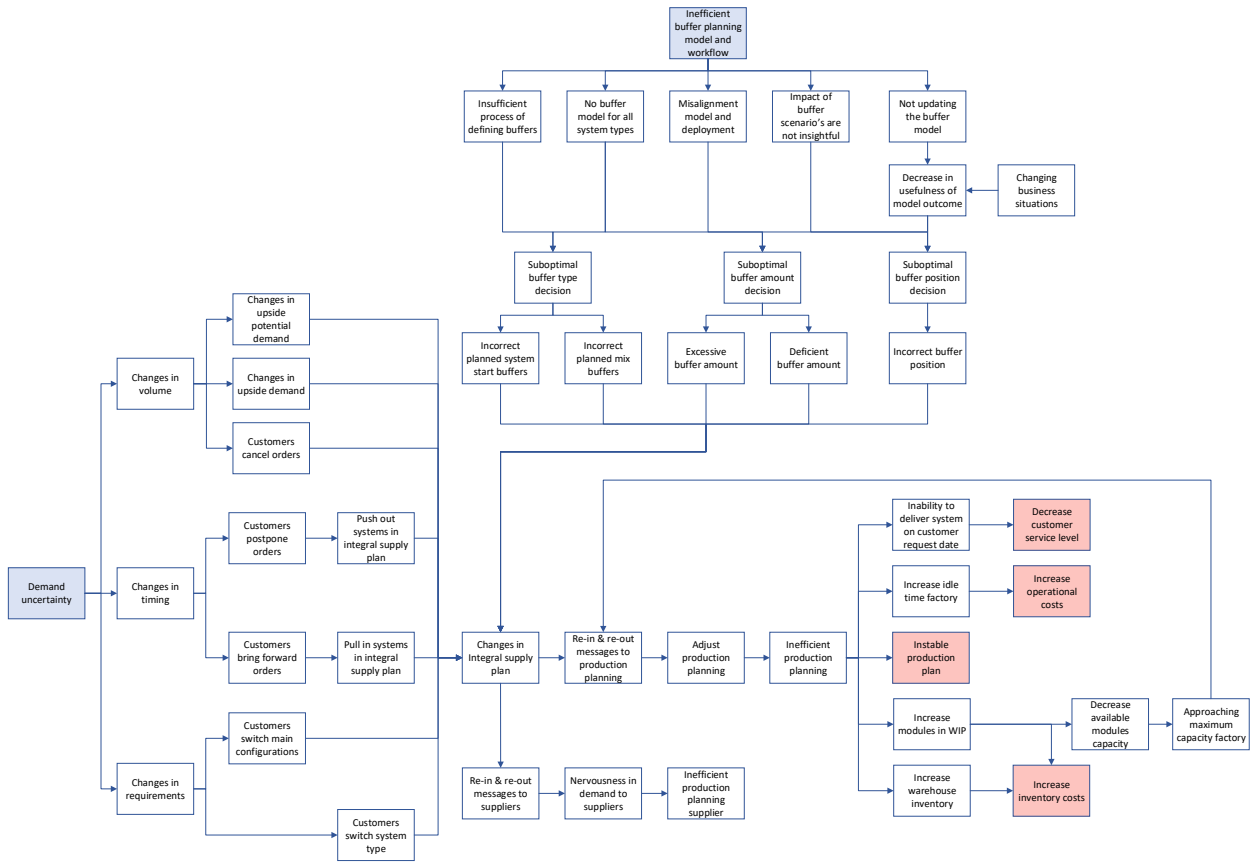 Inefficient
buffer planning
model and
workflow
Insufficient
process of
defining buffers
No buffer
model for all
system types
Misalignment
model and
deployment
Impact of
buffer
scenario's are
not insightful
Not updating
the buffer
model
Decrease in
usefulness of
model outcome
Changing
business
situations
Suboptimal
buffer type
decision
Suboptimal
buffer amount
decision
Suboptimal
buffer position
decision
Incorrect
planned system
start buffers
Incorrect
planned mix
buffers
Excessive
buffer amount
Deficient
buffer amount
Incorrect buffer
position
Changes in
upside
potential
demand
Changes in
volume
Changes in
upside demand
Customers
cancel orders
Customers
postpone
orders
Push out
systems in
integral supply
plan
Demand
uncertainty
Changes in
timing
Customers
bring forward
orders
Pull in systems
in integral
supply plan
Changes in
Integral supply
plan
Re-in & re-out
messages to
production
planning
Adjust
production
planning
Inefficient
production
planning
Inability to
deliver system
on customer
request date
Decrease
customer
service level
Increase idle
time factory
Increase
operational
costs
Instable
production
plan
Increase
modules in WIP
Decrease
available
modules
capacity
Approaching
maximum
capacity factory
Increase
warehouse
inventory
Increase
inventory costs
Customers
switch main
configurations
Changes in
requirements
Customers
switch system
type
Re-in & re-out
messages to
suppliers
Nervousness in
demand to
suppliers
Inefficient
production
planning
supplier